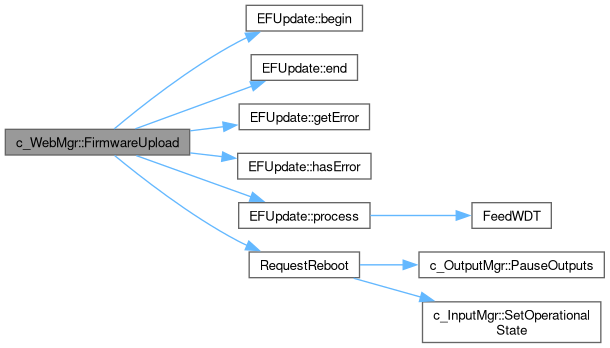 EFUpdate::begin
EFUpdate::end
EFUpdate::getError
c_WebMgr::FirmwareUpload
EFUpdate::hasError
EFUpdate::process
FeedWDT
RequestReboot
c_OutputMgr::PauseOutputs
c_InputMgr::SetOperational
State